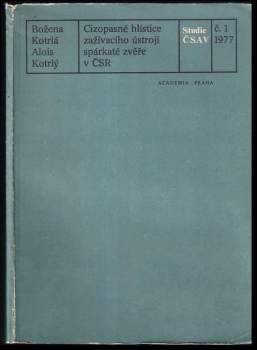 Božena
Kotrlá
Alois
Kotrlý
Cizopasné hlístice
zažívacího ústrojí
spárkaté zvěře
v ČSR
Studie
ČSAV
č. 1
1977
ACADEMIA · PRAHA